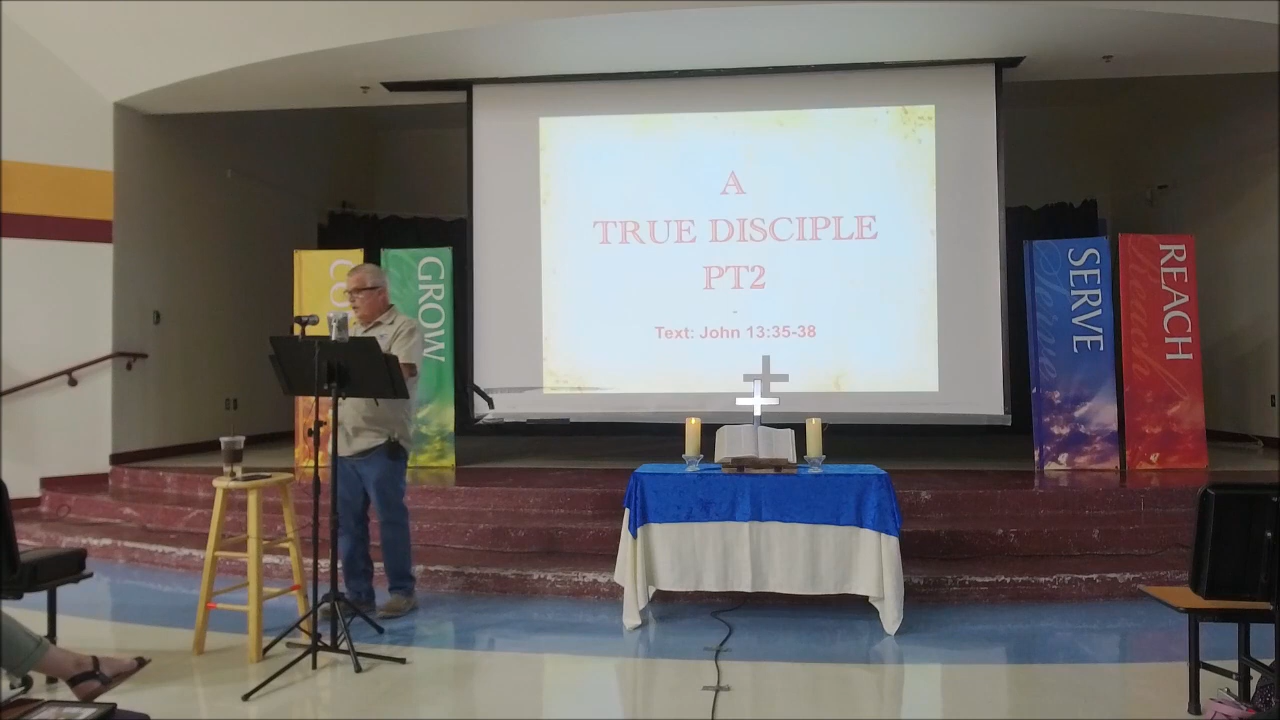 A
TRUE DISCIPLE
PT2
-
Text: John 13:35-38
GROW
SERVE
REACH